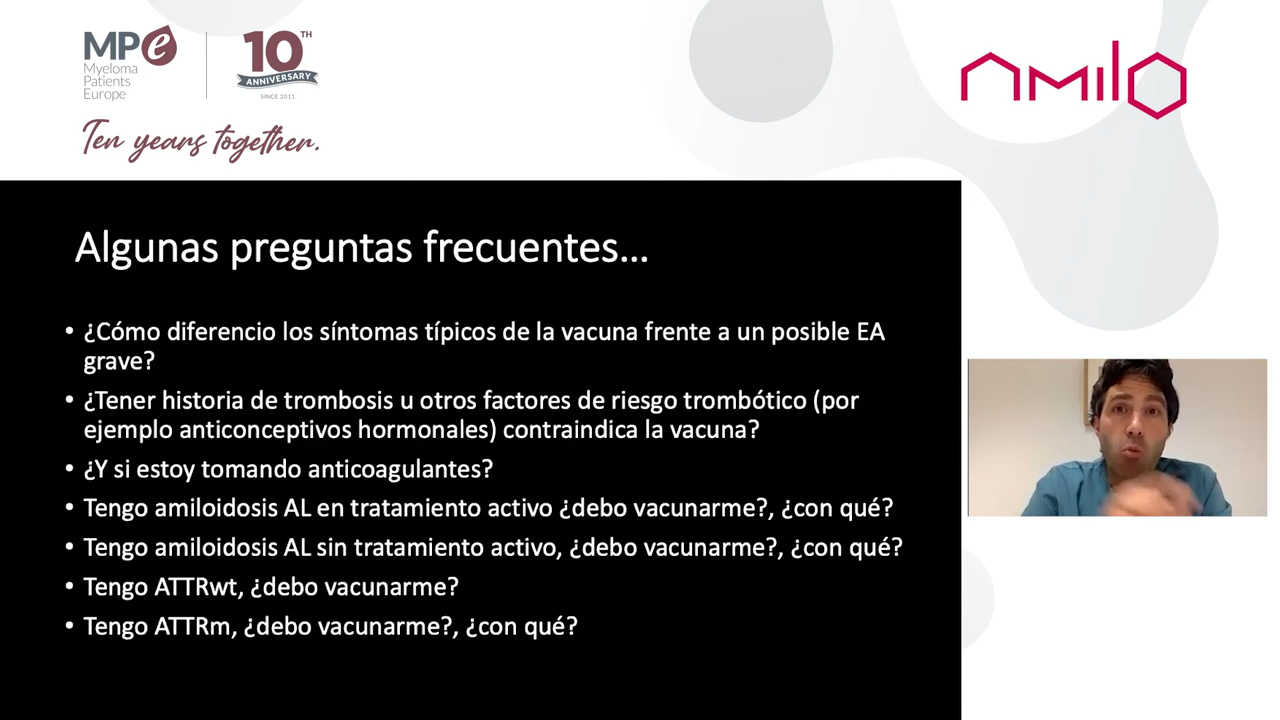 MPe
Myeloma
Patients
Europe
10TH
ANNIVERSARY
SINCE 2011
Ten years together.
amilo
Algunas preguntas frecuentes...
• ¿Cómo diferencio los síntomas típicos de la vacuna frente a un posible EA
grave?
• ¿Tener historia de trombosis u otros factores de riesgo trombótico (por
ejemplo anticonceptivos hormonales) contraindica la vacuna?
• ¿Y si estoy tomando anticoagulantes?
• Tengo amiloidosis AL en tratamiento activo ¿debo vacunarme?, ¿con qué?
• Tengo amiloidosis AL sin tratamiento activo, ¿debo vacunarme?, ¿con qué?
• Tengo ATTRwt, ¿debo vacunarme?
• Tengo ATTRm, ¿debo vacunarme?, ¿con qué?